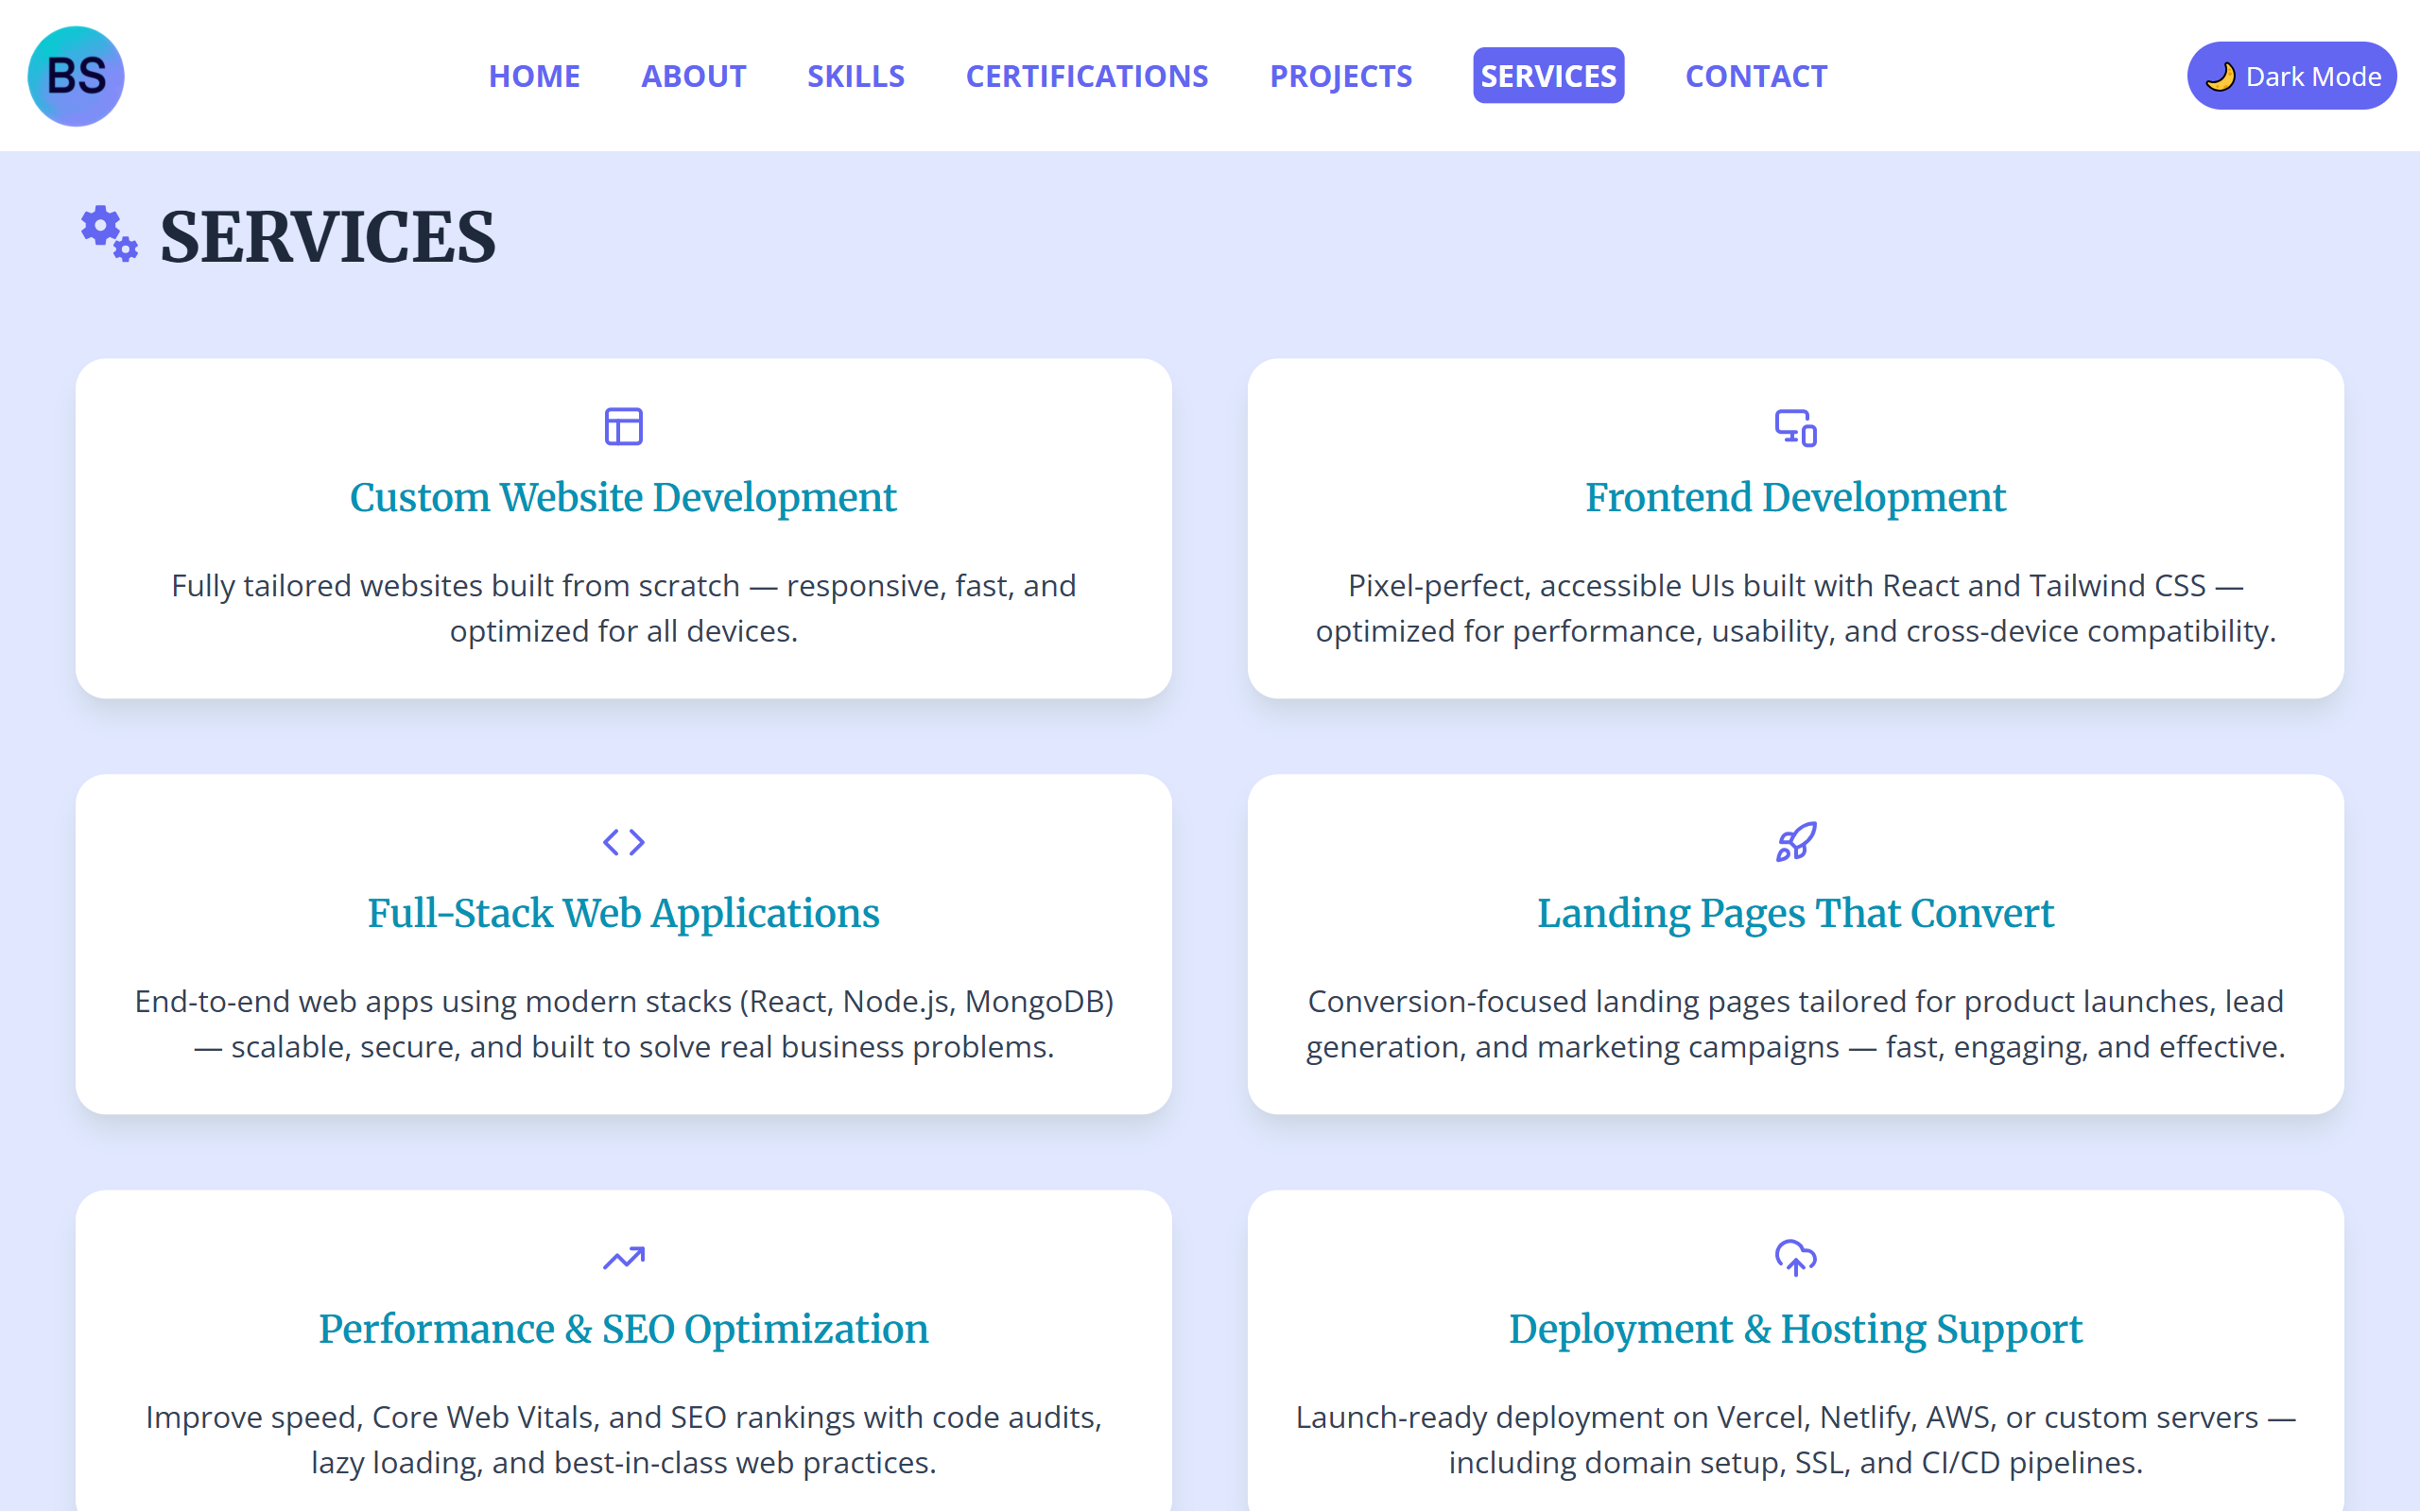 BS
HOME ABOUT SKILLS CERTIFICATIONS PROJECTS SERVICES CONTACT
Dark Mode
SERVICES
Custom Website Development
Fully tailored websites built from scratch — responsive, fast, and
optimized for all devices.
Frontend Development
Pixel-perfect, accessible UIs built with React and Tailwind CSS —
optimized for performance, usability, and cross-device compatibility.
Full-Stack Web Applications
End-to-end web apps using modern stacks (React, Node.js, MongoDB)
— scalable, secure, and built to solve real business problems.
Landing Pages That Convert
Conversion-focused landing pages tailored for product launches, lead
generation, and marketing campaigns — fast, engaging, and effective.
Performance & SEO Optimization
Improve speed, Core Web Vitals, and SEO rankings with code audits,
lazy loading, and best-in-class web practices.
Deployment & Hosting Support
Launch-ready deployment on Vercel, Netlify, AWS, or custom servers —
including domain setup, SSL, and CI/CD pipelines.